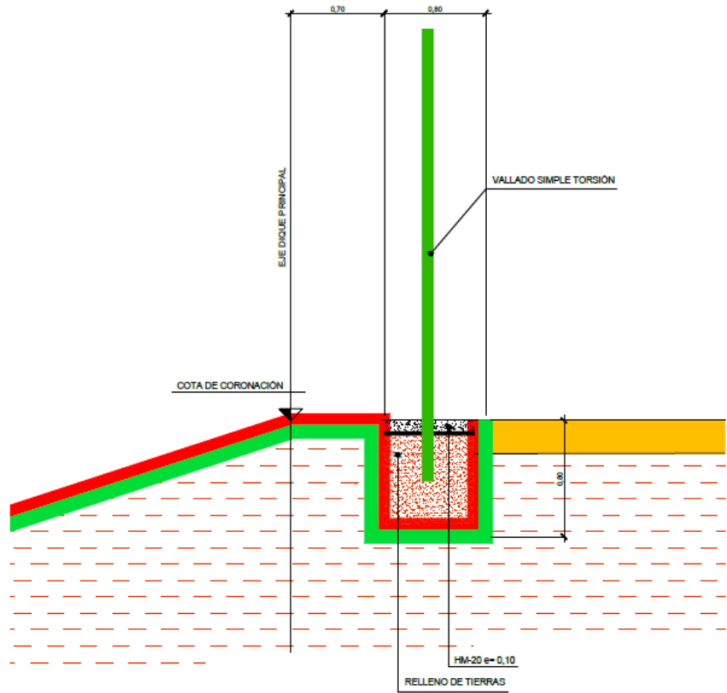 0,70
0,80
EJE DIQUE PRINCIPAL
VALLADO SIMPLE TORSIÓN
COTA DE CORONACIÓN
0,80
HM-20 e= 0,10
RELLENO DE TIERRAS